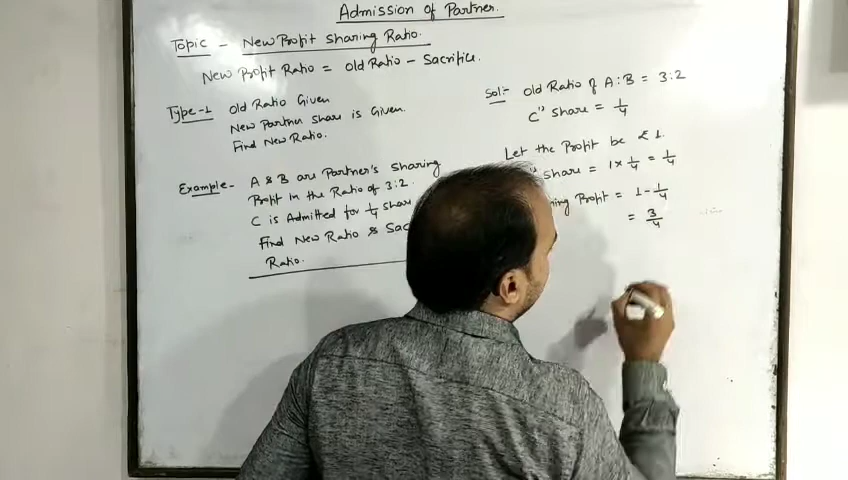 Admission of Partner.
Topic - New Profit Sharing Ratio.
New Profit Ratio = Old Ratio - Sacrifice.
Type-1 Old Ratio Given
New Partner share is Given.
Find New Ratio.
Example - A & B are Partner's Sharing
Profit in the Ratio of 3:2.
C is Admitted for 1/4 share
Find New Ratio & Sac
Ratio.
Sol:- Old Ratio of A:B = 3:2
C" share = 1/4
Let the Profit be ₹ 1.
" share = 1 × 1/4 = 1/4
ning Profit = 1 - 1/4
= 3/4